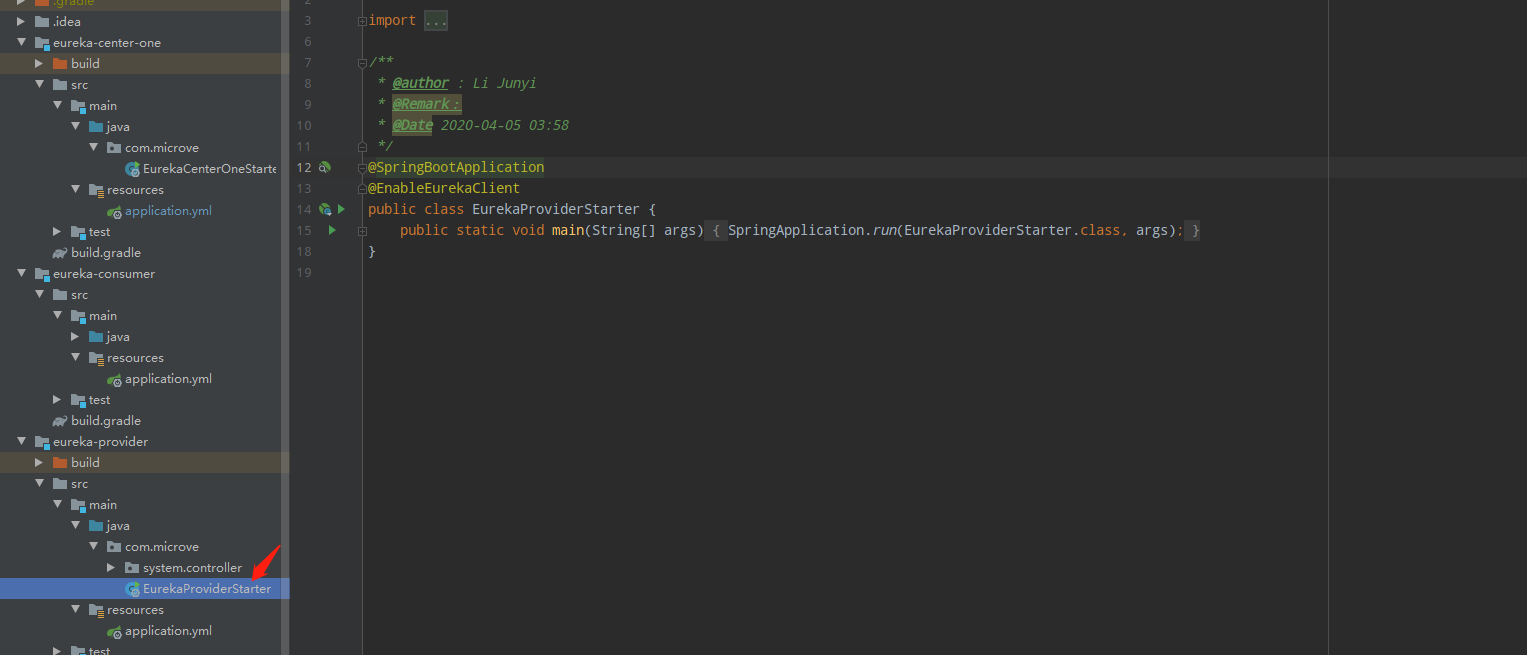 .gradle
.idea
eureka-center-one
build
src
main
java
com.microve
EurekaCenterOneStarte
resources
application.yml
test
build.gradle
eureka-consumer
src
main
java
resources
application.yml
test
build.gradle
eureka-provider
build
src
main
java
com.microve
system.controller
EurekaProviderStarter
resources
application.yml
test
2
3 import ...
6
7 /**
8 * @author : Li Junyi
9 * @Remark:
10 * @Date 2020-04-05 03:58
11 */
12 @SpringBootApplication
13 @EnableEurekaClient
14 public class EurekaProviderStarter {
15 public static void main(String[] args) { SpringApplication.run(EurekaProviderStarter.class, args); }
18 }
19